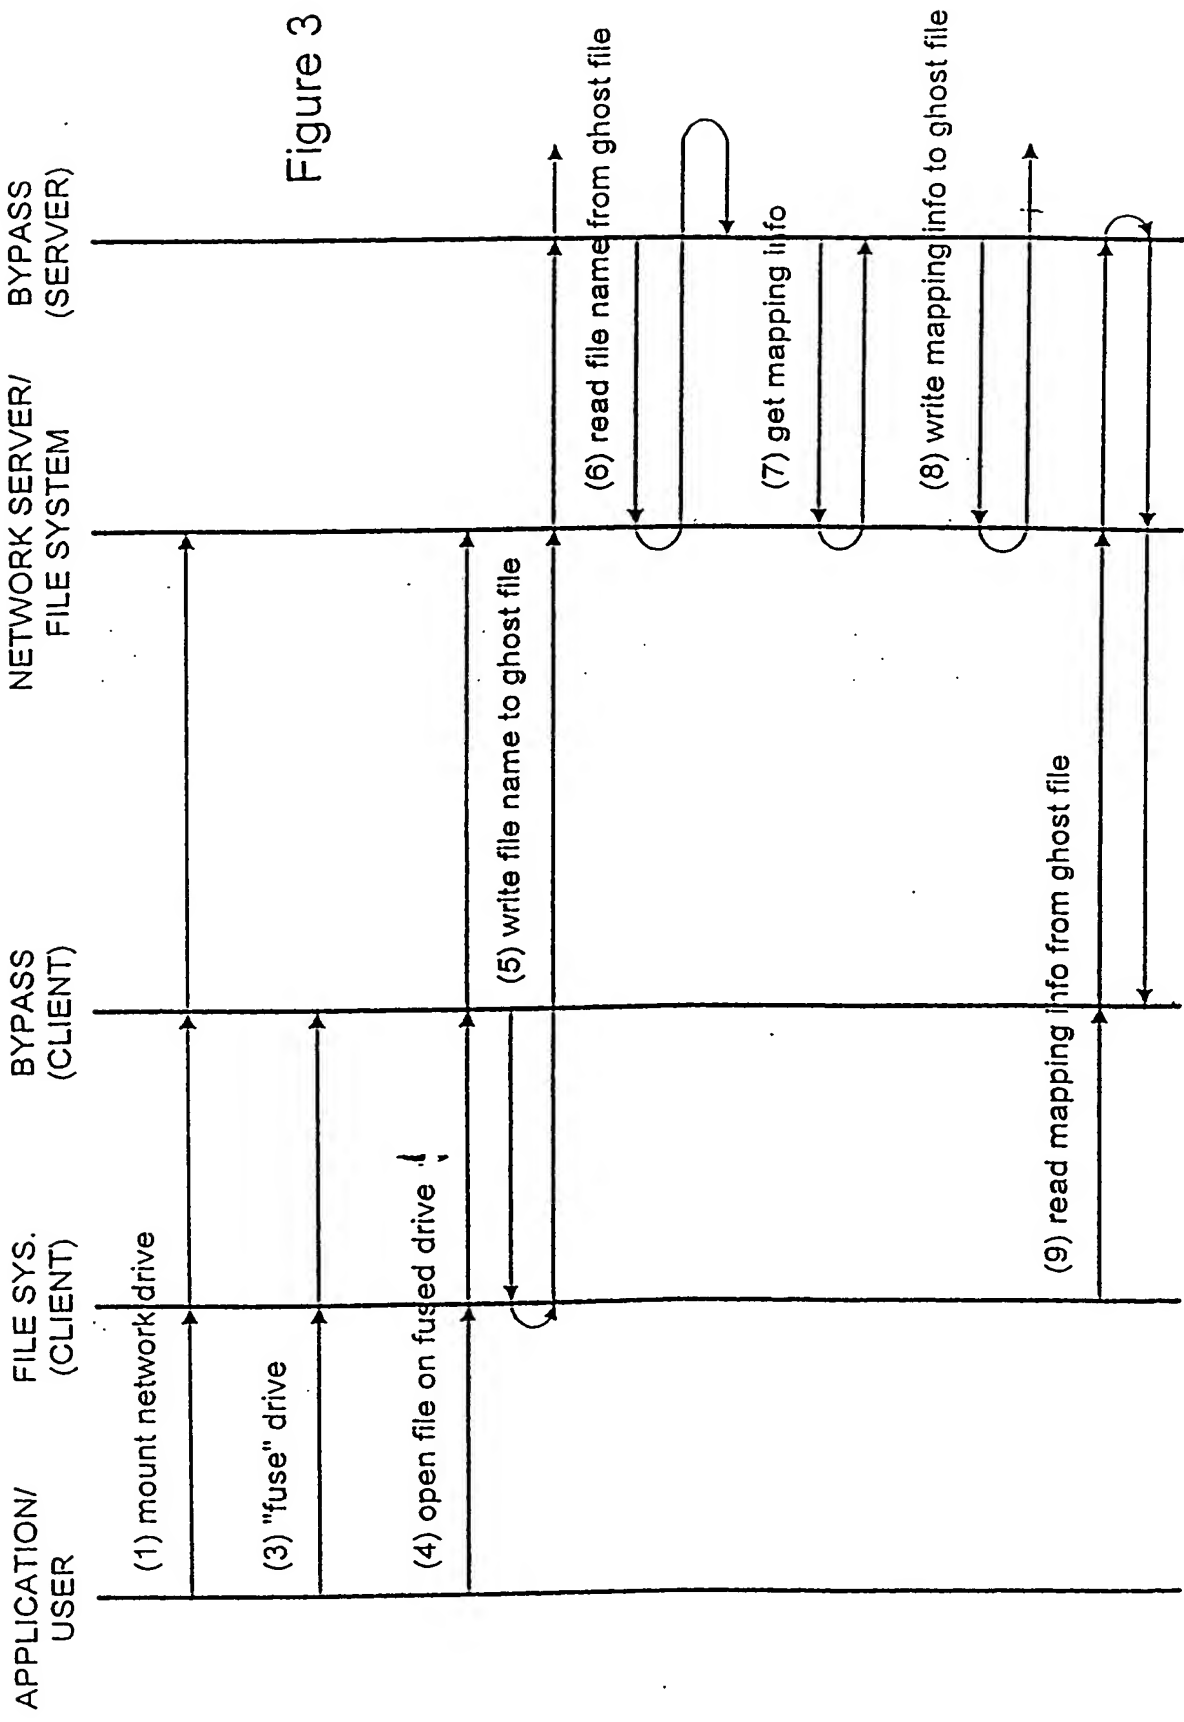 Figure 3
APPLICATION/
USER
FILE SYS.
(CLIENT)
BYPASS
(CLIENT)
NETWORK SERVER/
FILE SYSTEM
BYPASS
(SERVER)
(1) mount network drive
(3) "fuse" drive
(4) open file on fused drive
(5) write file name to ghost file
(6) read file name from ghost file
(7) get mapping info
(8) write mapping info to ghost file
(9) read mapping info from ghost file